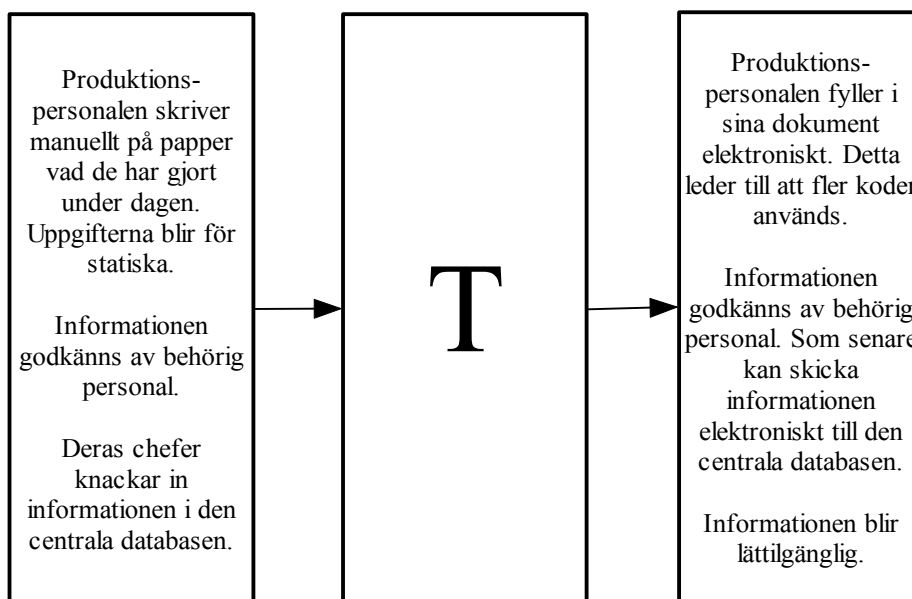 Produktions-
personalen skriver
manuellt på papper
vad de har gjort
under dagen.
Uppgifterna blir för
statiska.
Informationen
godkänns av behörig
personal.
Deras chefer
knackar in
informationen i den
centrala databasen.
T
Produktions-
personalen fyller i
sina dokument
elektroniskt. Detta
leder till att fler koder
används.
Informationen
godkänns av behörig
personal. Som senare
kan skicka
informationen
elektroniskt till den
centrala databasen.
Informationen blir
lättilgänglig.